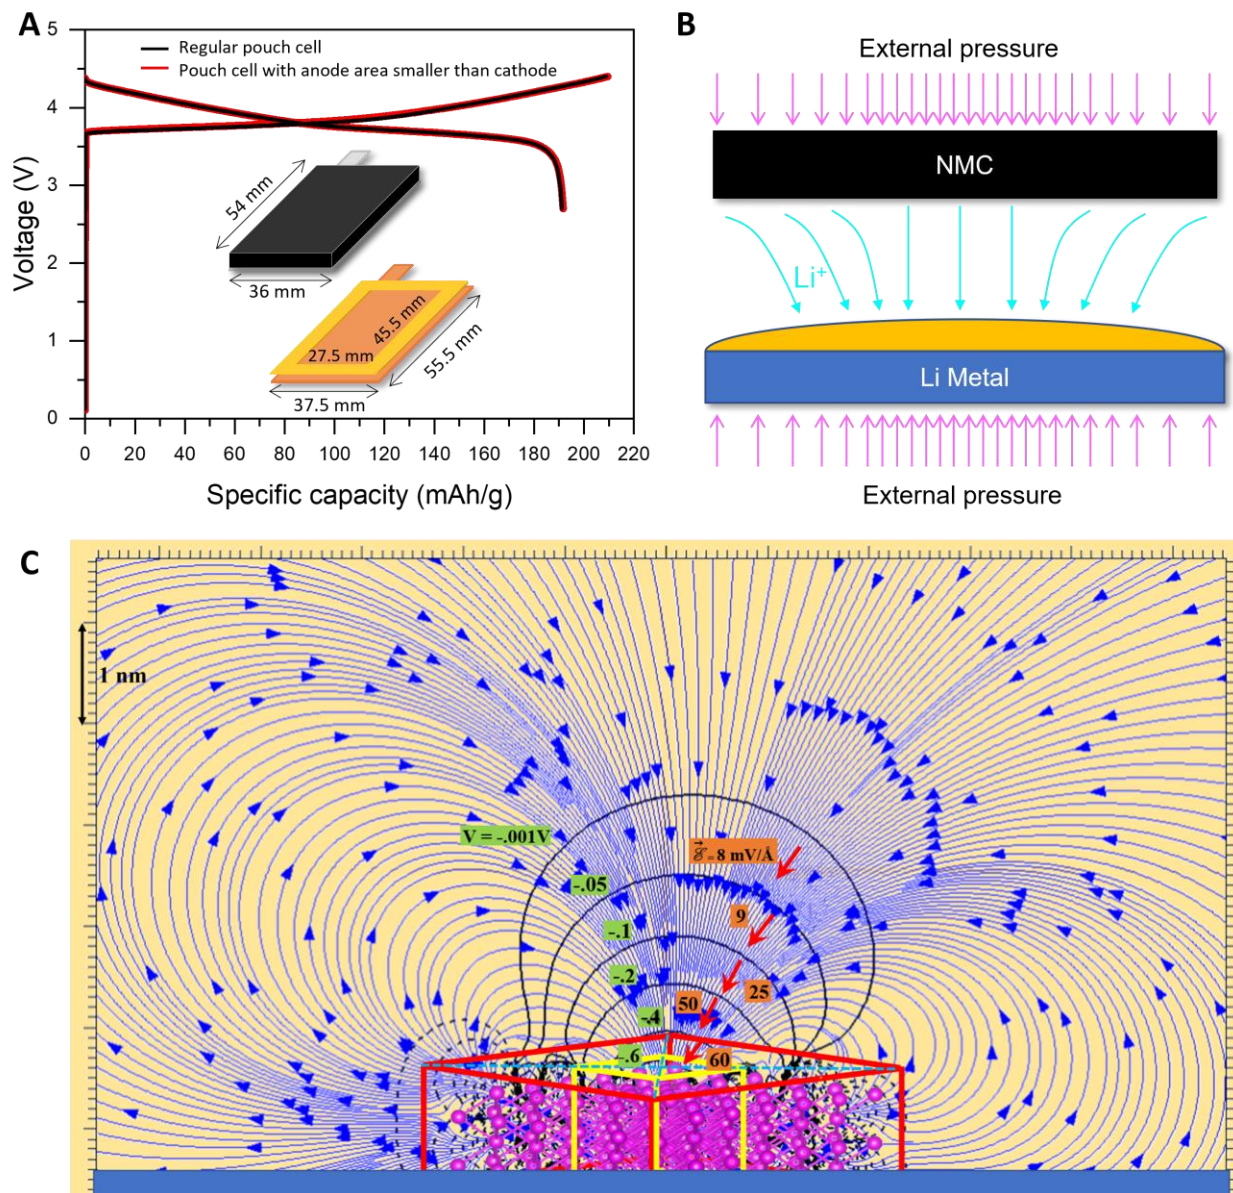 A
Regular pouch cell
Pouch cell with anode area smaller than cathode
Voltage (V)
5
4
3
2
1
0
54 mm
36 mm
45.5 mm
27.5 mm
55.5 mm
37.5 mm
0 20 40 60 80 100 120 140 160 180 200 220
Specific capacity (mAh/g)
B
External pressure
NMC
Li+
Li Metal
External pressure
C
1 nm
V = -.001V
ℰ = 8 mV/Å
-.05
9
-.1
-.2
25
50
-.4
-.6
60